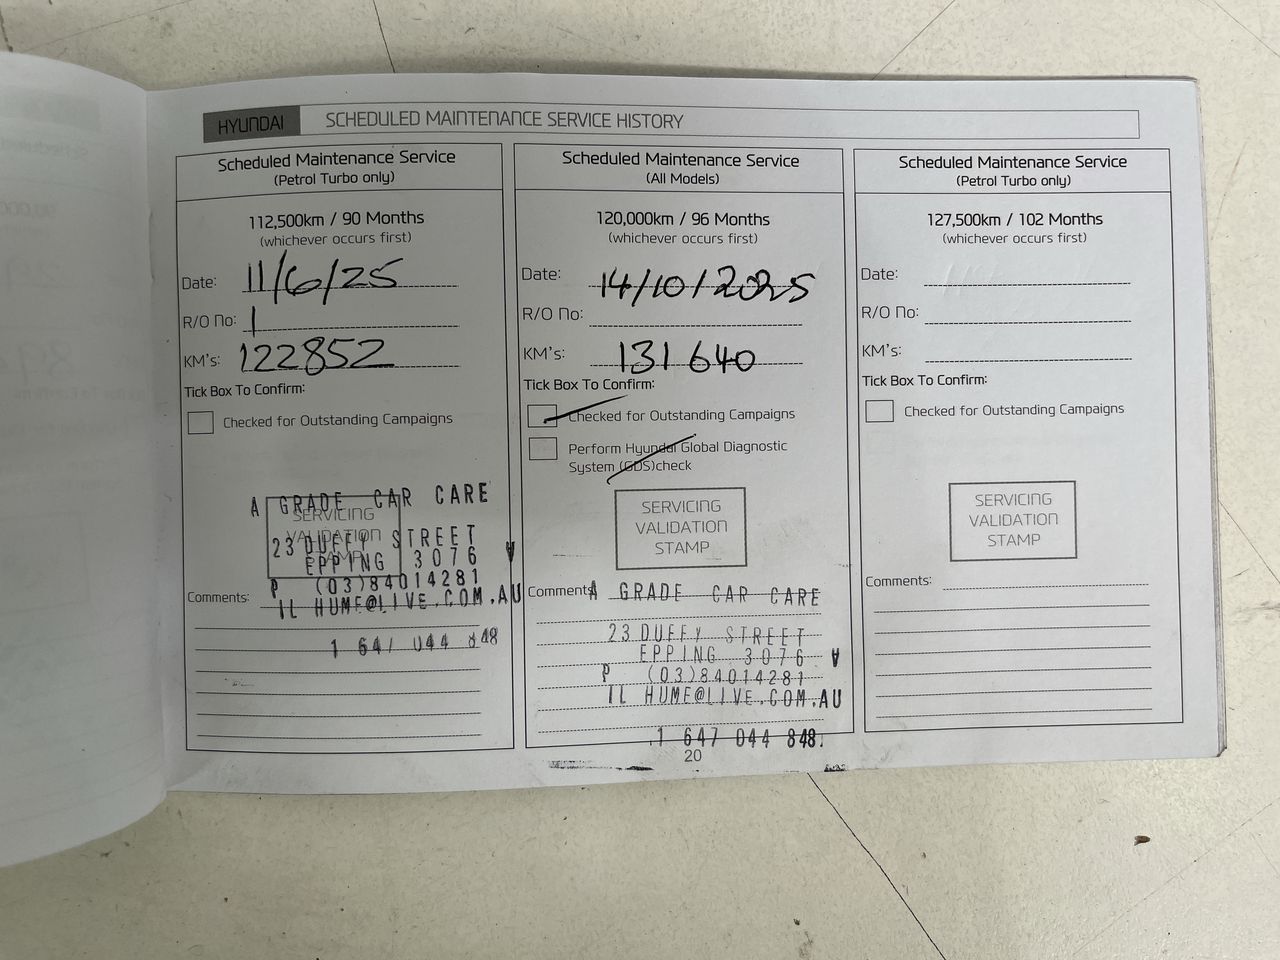 HYUNDAI SCHEDULED MAINTENANCE SERVICE HISTORY
Scheduled Maintenance Service
(Petrol Turbo only)
112,500km / 90 Months
(whichever occurs first)
Date: 11/6/25
R/O No: 1
KM's: 122852
Tick Box To Confirm:
Checked for Outstanding Campaigns
SERVICING
VALIDATION
A GRADE CAR CARE
23 DUFFY STREET
EPPING 3076 V
P (03)84014281
Comments: IL HUME@LIVE.COM.AU
1 647 044 848
Scheduled Maintenance Service
(All Models)
120,000km / 96 Months
(whichever occurs first)
Date: 14/10/2025
R/O No:
KM's: 131640
Tick Box To Confirm:
Checked for Outstanding Campaigns
Perform Hyundai Global Diagnostic
System (GDS)check
SERVICING
VALIDATION
STAMP
Comments A GRADE CAR CARE
23 DUFFY STREET
EPPING 3076 V
P (03)84014281
IL HUME@LIVE.COM.AU
1 647 044 848
Scheduled Maintenance Service
(Petrol Turbo only)
127,500km / 102 Months
(whichever occurs first)
Date:
R/O No:
KM's:
Tick Box To Confirm:
Checked for Outstanding Campaigns
SERVICING
VALIDATION
STAMP
Comments:
20